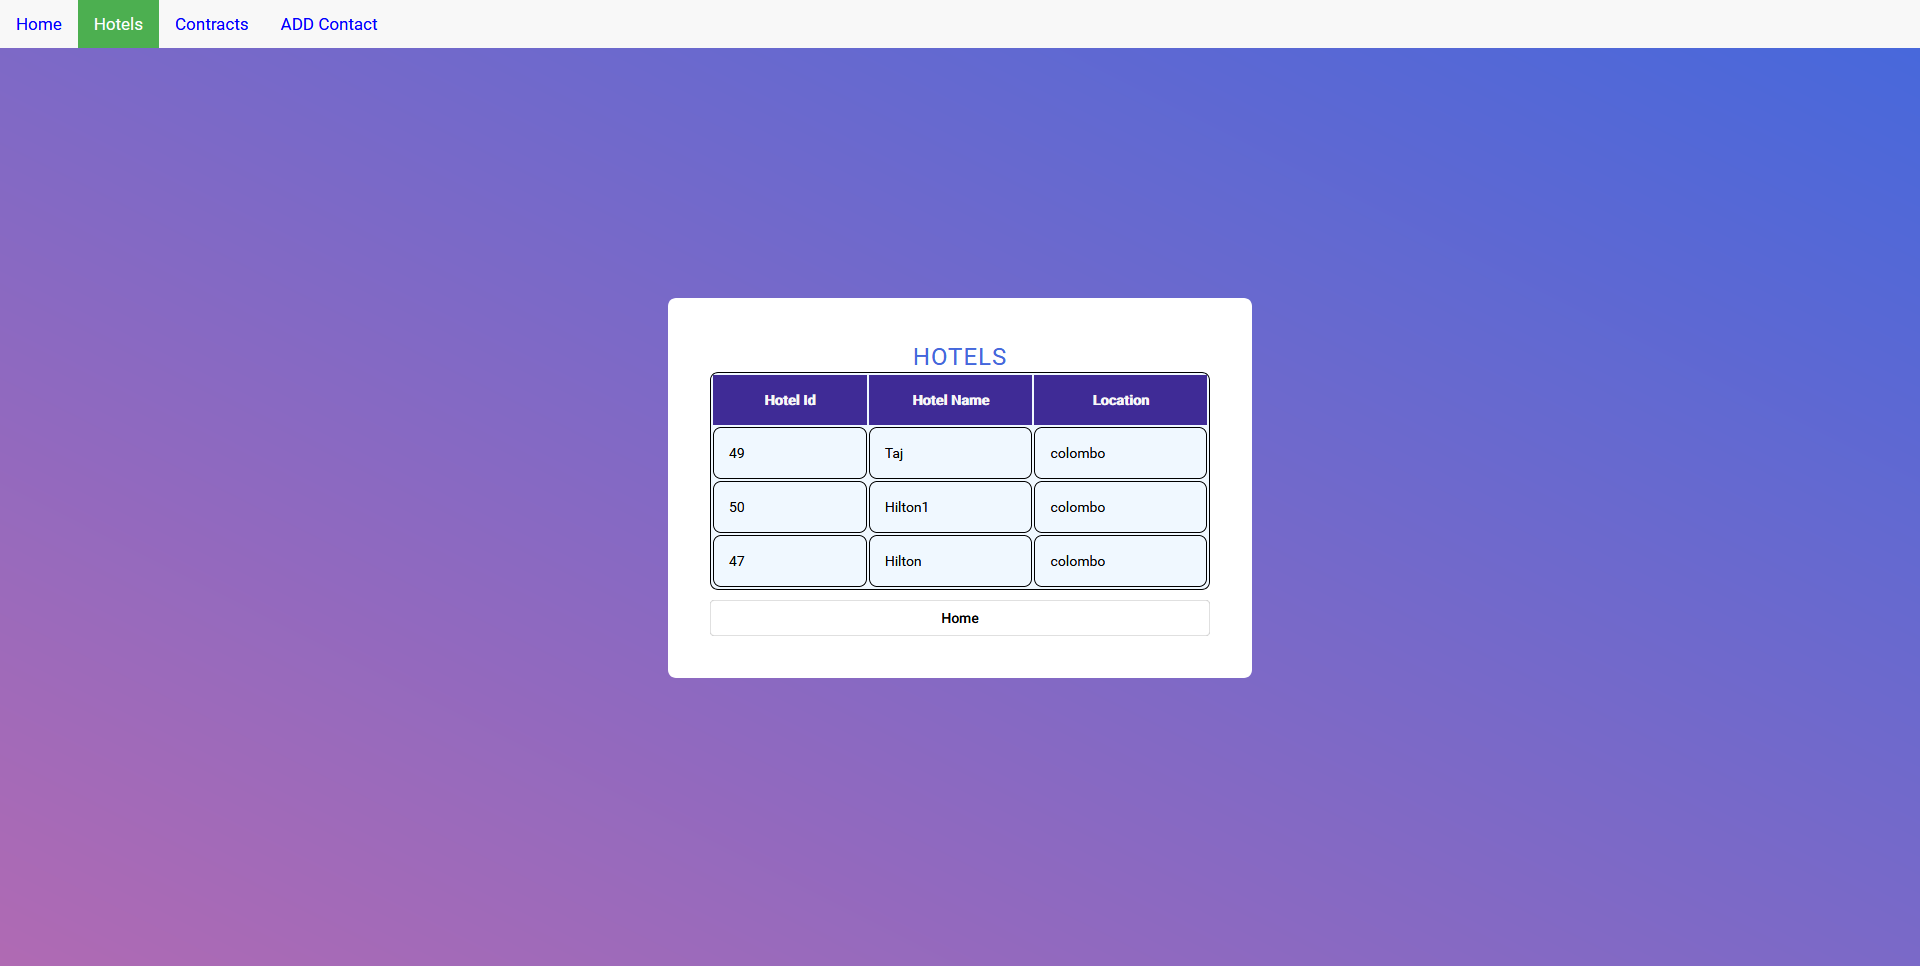 Home Hotels Contracts ADD Contact
HOTELS
Hotel Id Hotel Name Location
49 Taj colombo
50 Hilton1 colombo
47 Hilton colombo
Home